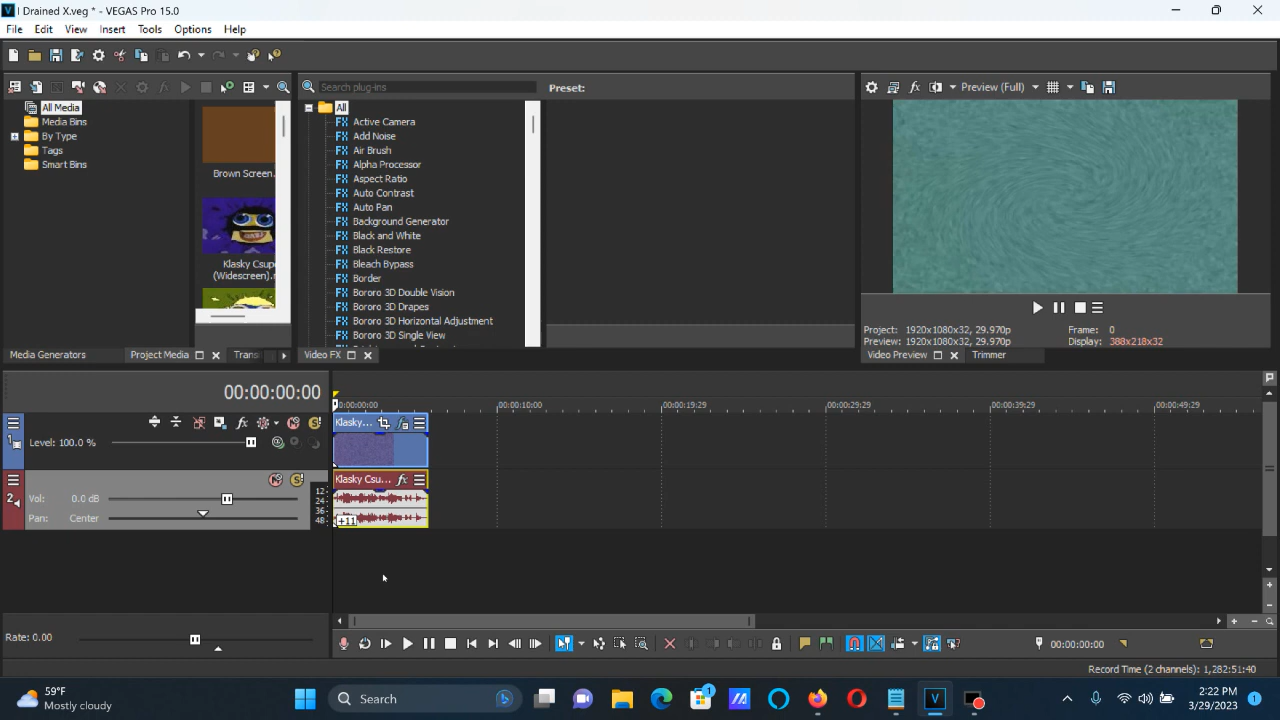 I Drained X.veg * - VEGAS Pro 15.0
File Edit View Insert Tools Options Help
Search plug-ins
Preset:
Preview (Full)
All Media
Media Bins
By Type
Tags
Smart Bins
Brown Screen.
Klasky Csupo
(Widescreen).
All
Active Camera
Add Noise
Air Brush
Alpha Processor
Aspect Ratio
Auto Contrast
Auto Pan
Background Generator
Black and White
Black Restore
Bleach Bypass
Border
Bororo 3D Double Vision
Bororo 3D Drapes
Bororo 3D Horizontal Adjustment
Bororo 3D Single View
Project: 1920x1080x32, 29.970p
Frame: 0
Preview: 1920x1080x32, 29.970p
Display: 388x218x32
Media Generators
Project Media
Trans
Video FX
Video Preview
Trimmer
00:00:00:00
0:00:00:00
00:00:10:00
00:00:19:29
00:00:29:29
00:00:39:29
00:00:49:29
1
Level: 100.0 %
Klasky...
2
Vol: 0.0 dB
Pan: Center
12
24
36
48
Klasky Csu...
+11
Rate: 0.00
00:00:00:00
Record Time (2 channels): 1,282:51:40
59°F
Mostly cloudy
Search
1
2:22 PM
3/29/2023
1